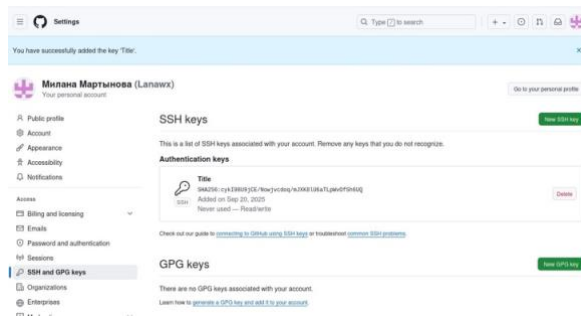 Settings
Type / to search
You have successfully added the key 'Title'.
Милана Мартынова (Lanawx)
Your personal account
Go to your personal profile
Public profile
Account
Appearance
Accessibility
Notifications
Access
Billing and licensing
Emails
Password and authentication
Sessions
SSH and GPG keys
Organizations
Enterprises
SSH keys
New SSH key
This is a list of SSH keys associated with your account. Remove any keys that you do not recognize.
Authentication keys
Title
SSH
Added on Sep 20, 2025
Never used — Read/write
Delete
Check out our guide to connecting to GitHub using SSH keys or troubleshoot common SSH problems.
GPG keys
New GPG key
There are no GPG keys associated with your account.
Learn how to generate a GPG key and add it to your account.